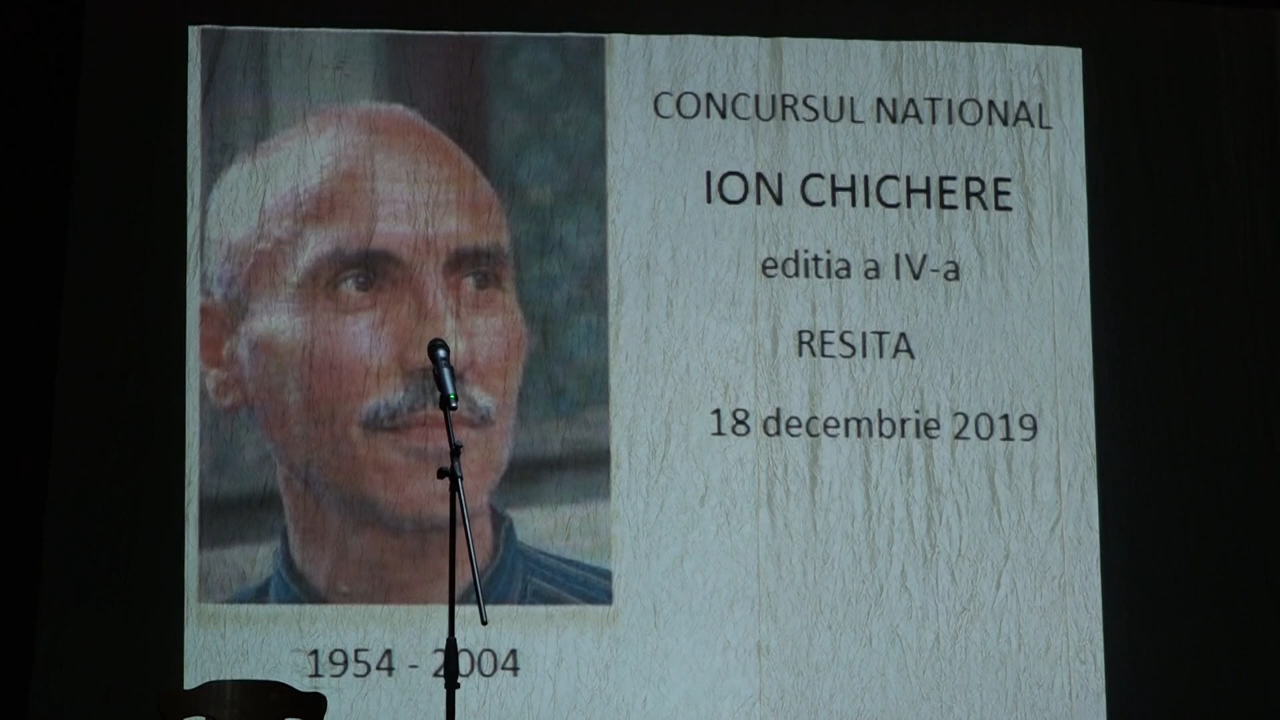 CONCURSUL NATIONAL
ION CHICHERE
editia a IV-a
RESITA
18 decembrie 2019
1954 - 2004